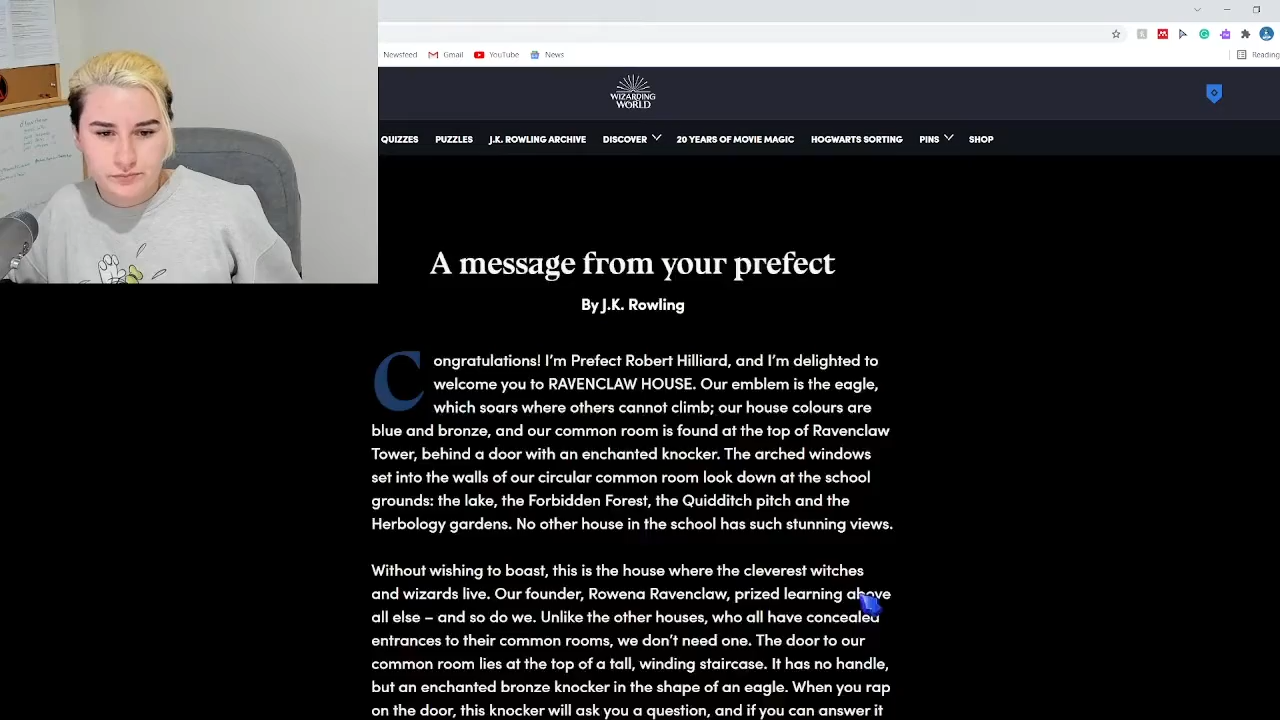 Newsfeed Gmail YouTube News Reading
WIZARDING
WORLD
QUIZZES PUZZLES J.K. ROWLING ARCHIVE DISCOVER 20 YEARS OF MOVIE MAGIC HOGWARTS SORTING PINS SHOP
A message from your prefect
By J.K. Rowling
Congratulations! I’m Prefect Robert Hilliard, and I’m delighted to
welcome you to RAVENCLAW HOUSE. Our emblem is the eagle,
which soars where others cannot climb; our house colours are
blue and bronze, and our common room is found at the top of Ravenclaw
Tower, behind a door with an enchanted knocker. The arched windows
set into the walls of our circular common room look down at the school
grounds: the lake, the Forbidden Forest, the Quidditch pitch and the
Herbology gardens. No other house in the school has such stunning views.
Without wishing to boast, this is the house where the cleverest witches
and wizards live. Our founder, Rowena Ravenclaw, prized learning above
all else – and so do we. Unlike the other houses, who all have concealed
entrances to their common rooms, we don’t need one. The door to our
common room lies at the top of a tall, winding staircase. It has no handle,
but an enchanted bronze knocker in the shape of an eagle. When you rap
on the door, this knocker will ask you a question, and if you can answer it